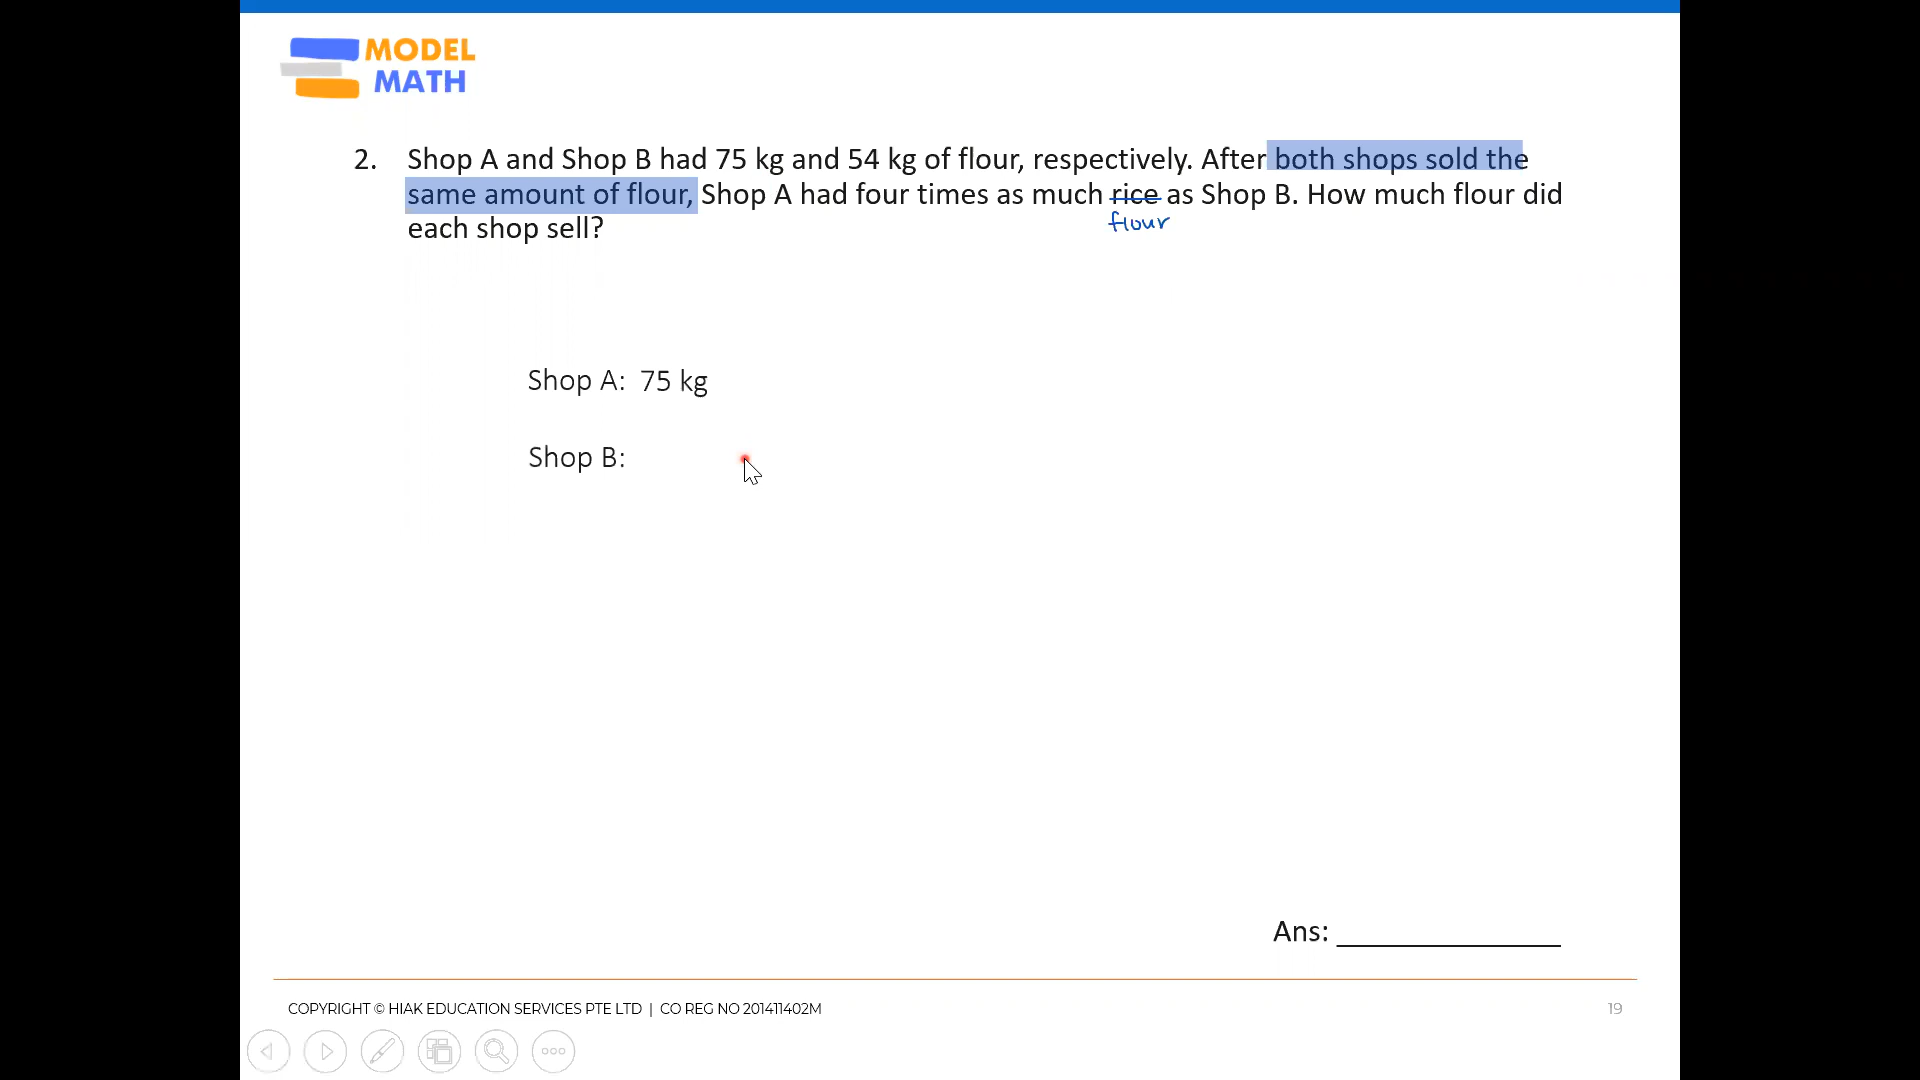 MODEL
MATH
2. Shop A and Shop B had 75 kg and 54 kg of flour, respectively. After both shops sold the
same amount of flour, Shop A had four times as much rice as Shop B. How much flour did
flour
each shop sell?
Shop A: 75 kg
Shop B:
Ans: ______________
COPYRIGHT © HIAK EDUCATION SERVICES PTE LTD | CO REG NO 201411402M
19